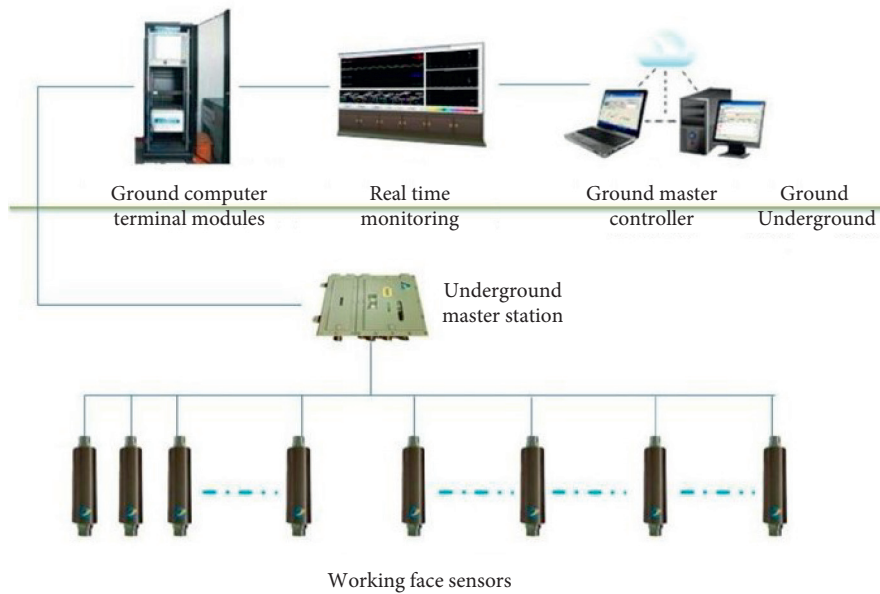 Ground computer
terminal modules
Real time
monitoring
Ground master
controller
Ground
Underground
Underground
master station
Working face sensors